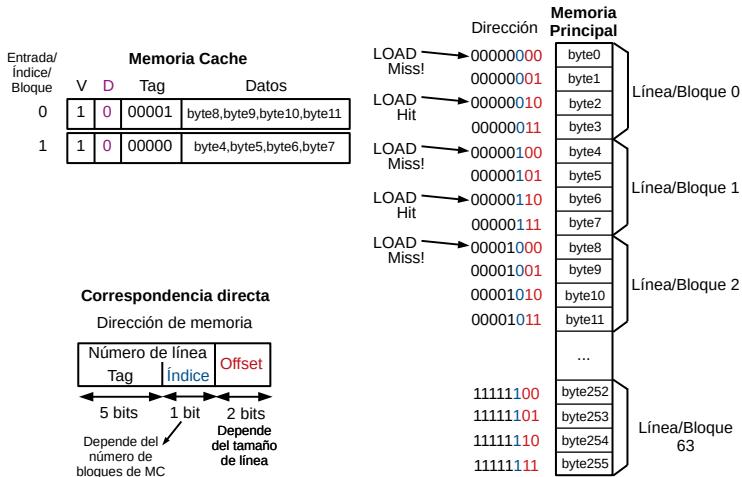 Entrada/
Índice/
Bloque
Memoria Cache
V D Tag Datos
0 1 0 00001 byte8,byte9,byte10,byte11
1 1 0 00000 byte4,byte5,byte6,byte7
Correspondencia directa
Dirección de memoria
Número de línea
Tag Índice Offset
5 bits 1 bit 2 bits
Depende del
número de
bloques de MC
Depende
del tamaño
de línea
Dirección
Memoria
Principal
LOAD
Miss!
00000000 byte0
00000001 byte1
LOAD
Hit
00000010 byte2
00000011 byte3
Línea/Bloque 0
LOAD
Miss!
00000100 byte4
00000101 byte5
LOAD
Hit
00000110 byte6
00000111 byte7
Línea/Bloque 1
LOAD
Miss!
00001000 byte8
00001001 byte9
00001010 byte10
00001011 byte11
Línea/Bloque 2
...
11111100 byte252
11111101 byte253
11111110 byte254
11111111 byte255
Línea/Bloque
63